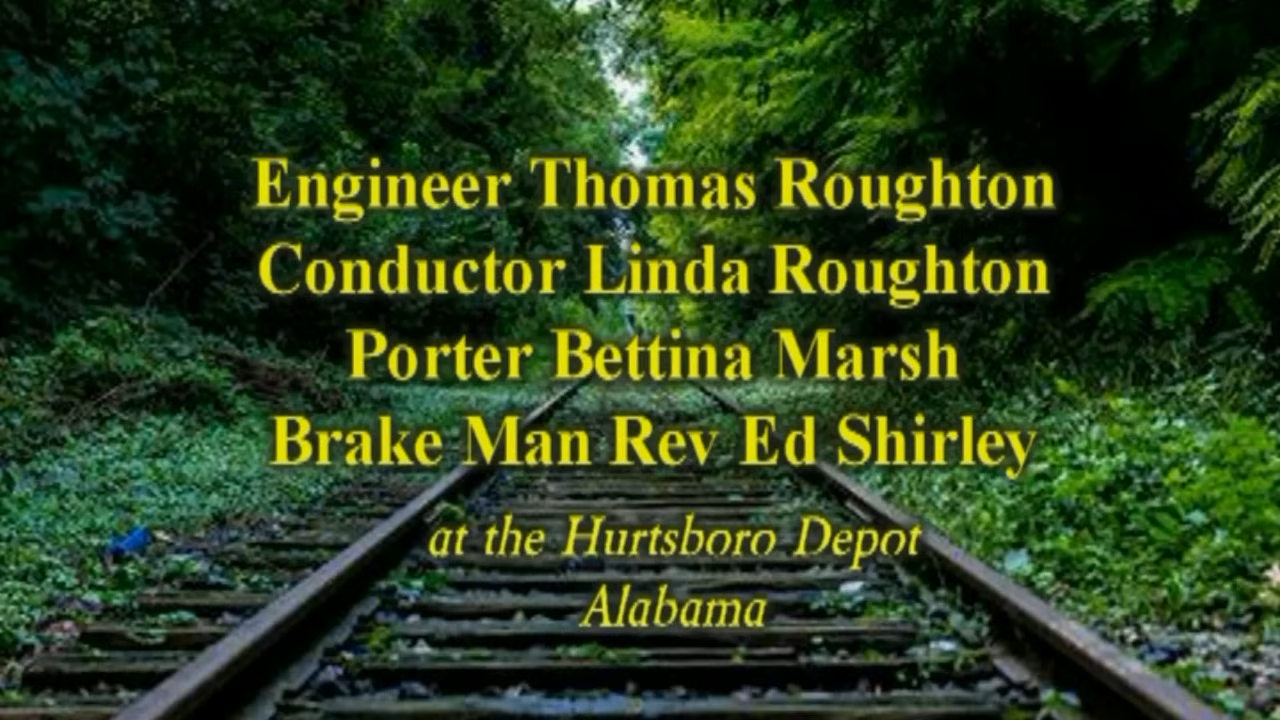 Engineer Thomas Roughton
Conductor Linda Roughton
Porter Bettina Marsh
Brake Man Rev Ed Shirley
at the Hurtsboro Depot
Alabama